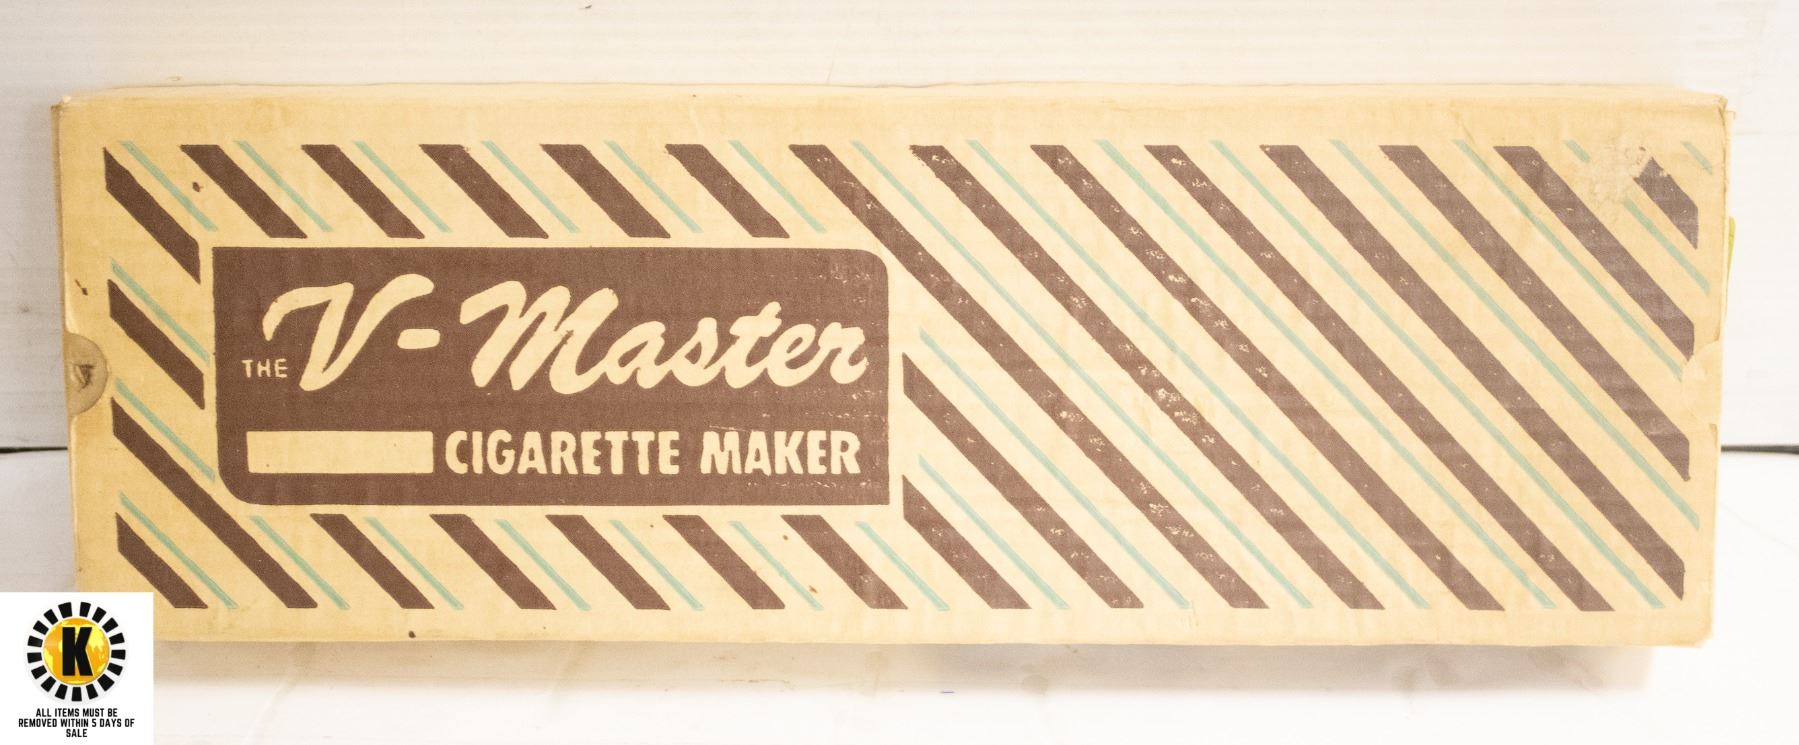 THE V-Master
CIGARETTE MAKER
K
ALL ITEMS MUST BE
REMOVED WITHIN 5 DAYS OF
SALE